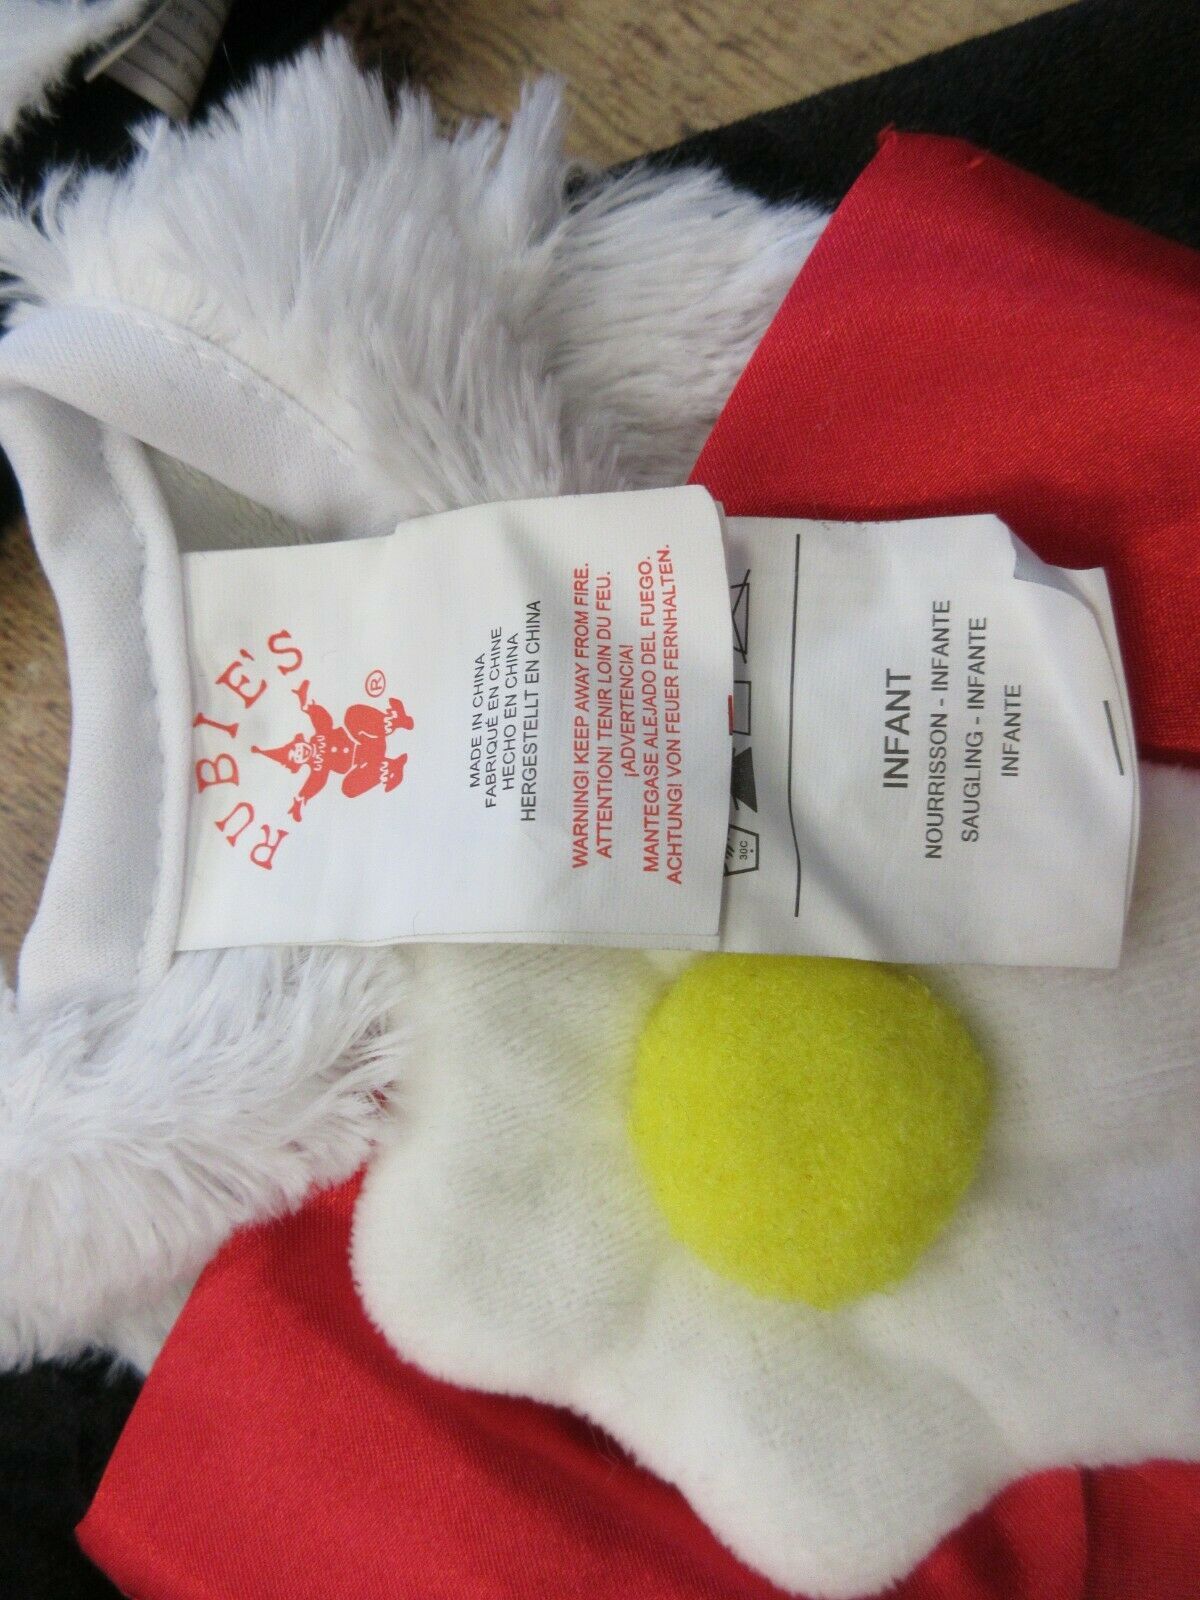 RUBIE'S
®
MADE IN CHINA
FABRIQUÉ EN CHINE
HECHO EN CHINA
HERGESTELLT EN CHINA
WARNING! KEEP AWAY FROM FIRE.
ATTENTION! TENIR LOIN DU FEU.
¡ADVERTENCIA!
MANTEGASE ALEJADO DEL FUEGO.
ACHTUNG! VON FEUER FERNHALTEN.
30C
INFANT
NOURRISSON - INFANTE
SAUGLING - INFANTE
INFANTE